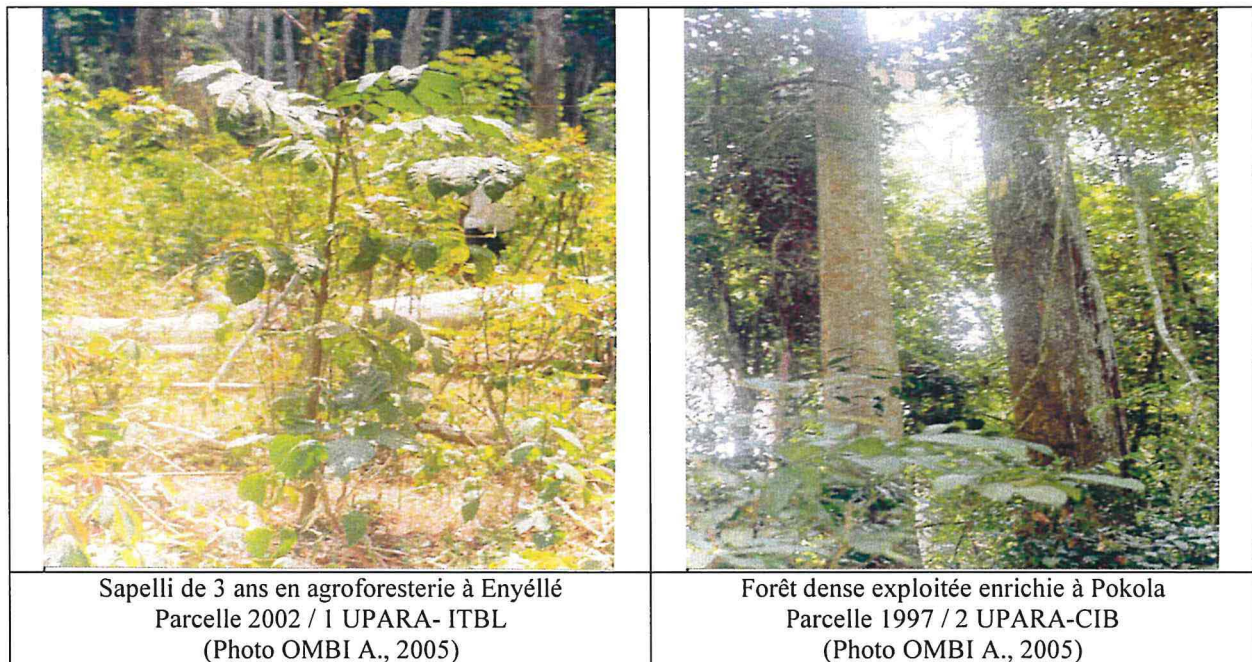 Sapelli de 3 ans en agroforesterie à Enyéllé
Parcelle 2002 / 1 UPARA- ITBL
(Photo OMBI A., 2005)
Forêt dense exploitée enrichie à Pokola
Parcelle 1997 / 2 UPARA-CIB
(Photo OMBI A., 2005)